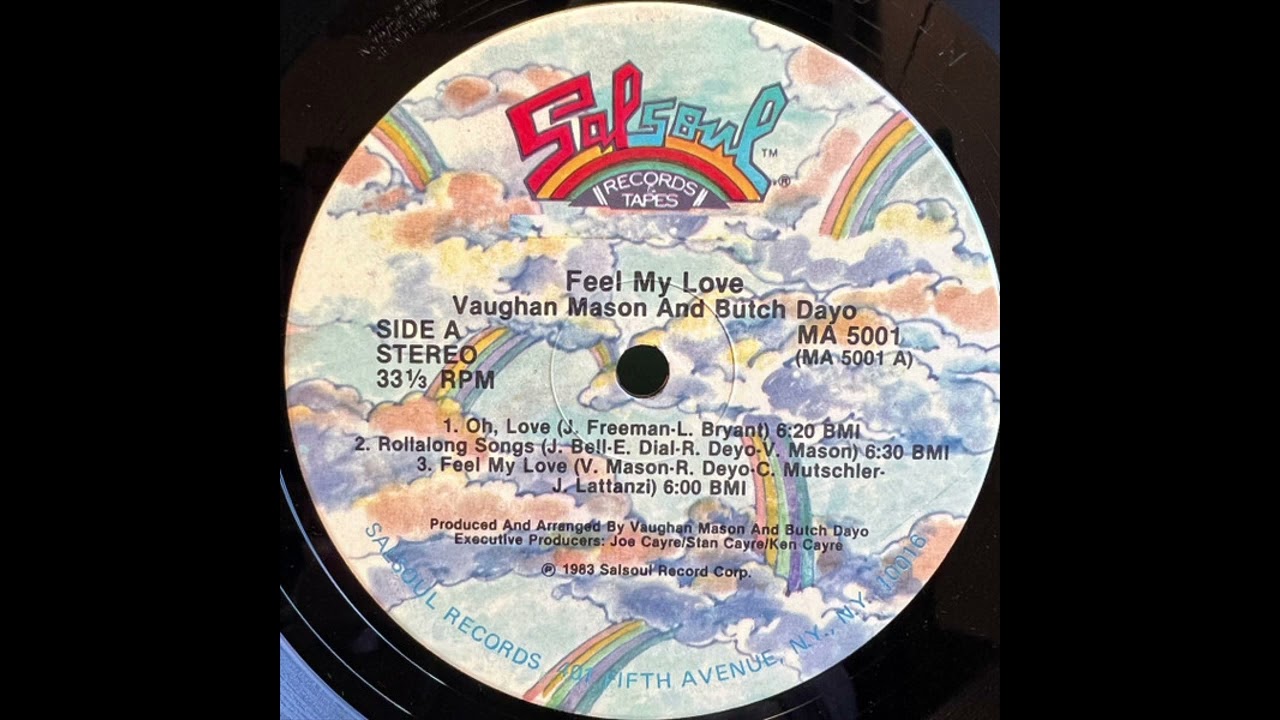 Salsoul TM
RECORDS & TAPES ®
Feel My Love
Vaughan Mason And Butch Dayo
SIDE A
STEREO
33⅓ RPM
MA 5001
(MA 5001 A)
1. Oh, Love (J. Freeman-L. Bryant) 6:20 BMI
2. Rollalong Songs (J. Bell-E. Dial-R. Deyo-V. Mason) 6:30 BMI
3. Feel My Love (V. Mason-R. Deyo-C. Mutschler-
J. Lattanzi) 6:00 BMI
Produced And Arranged By Vaughan Mason And Butch Dayo
Executive Producers: Joe Cayre/Stan Cayre/Ken Cayre
℗ 1983 Salsoul Record Corp.
SALSOUL RECORDS 401 FIFTH AVENUE, N.Y., N.Y. 10016